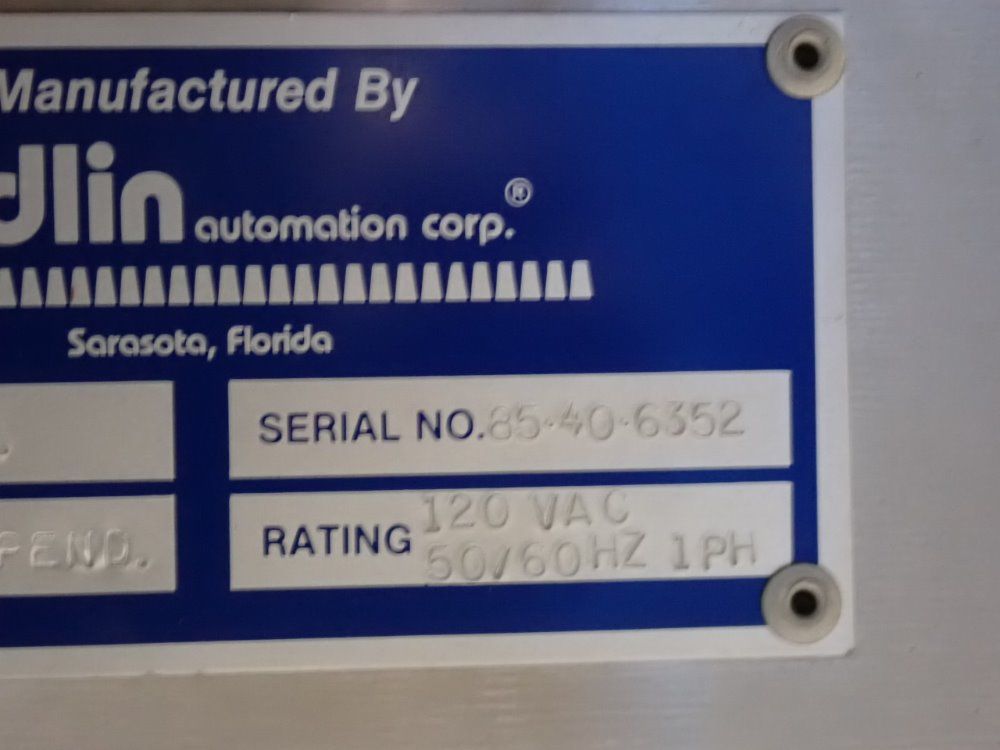 Manufactured By
dlin automation corp.®
Sarasota, Florida
SERIAL NO. 85-40-6352
PEND.
RATING 120 VAC
50/60HZ 1PH